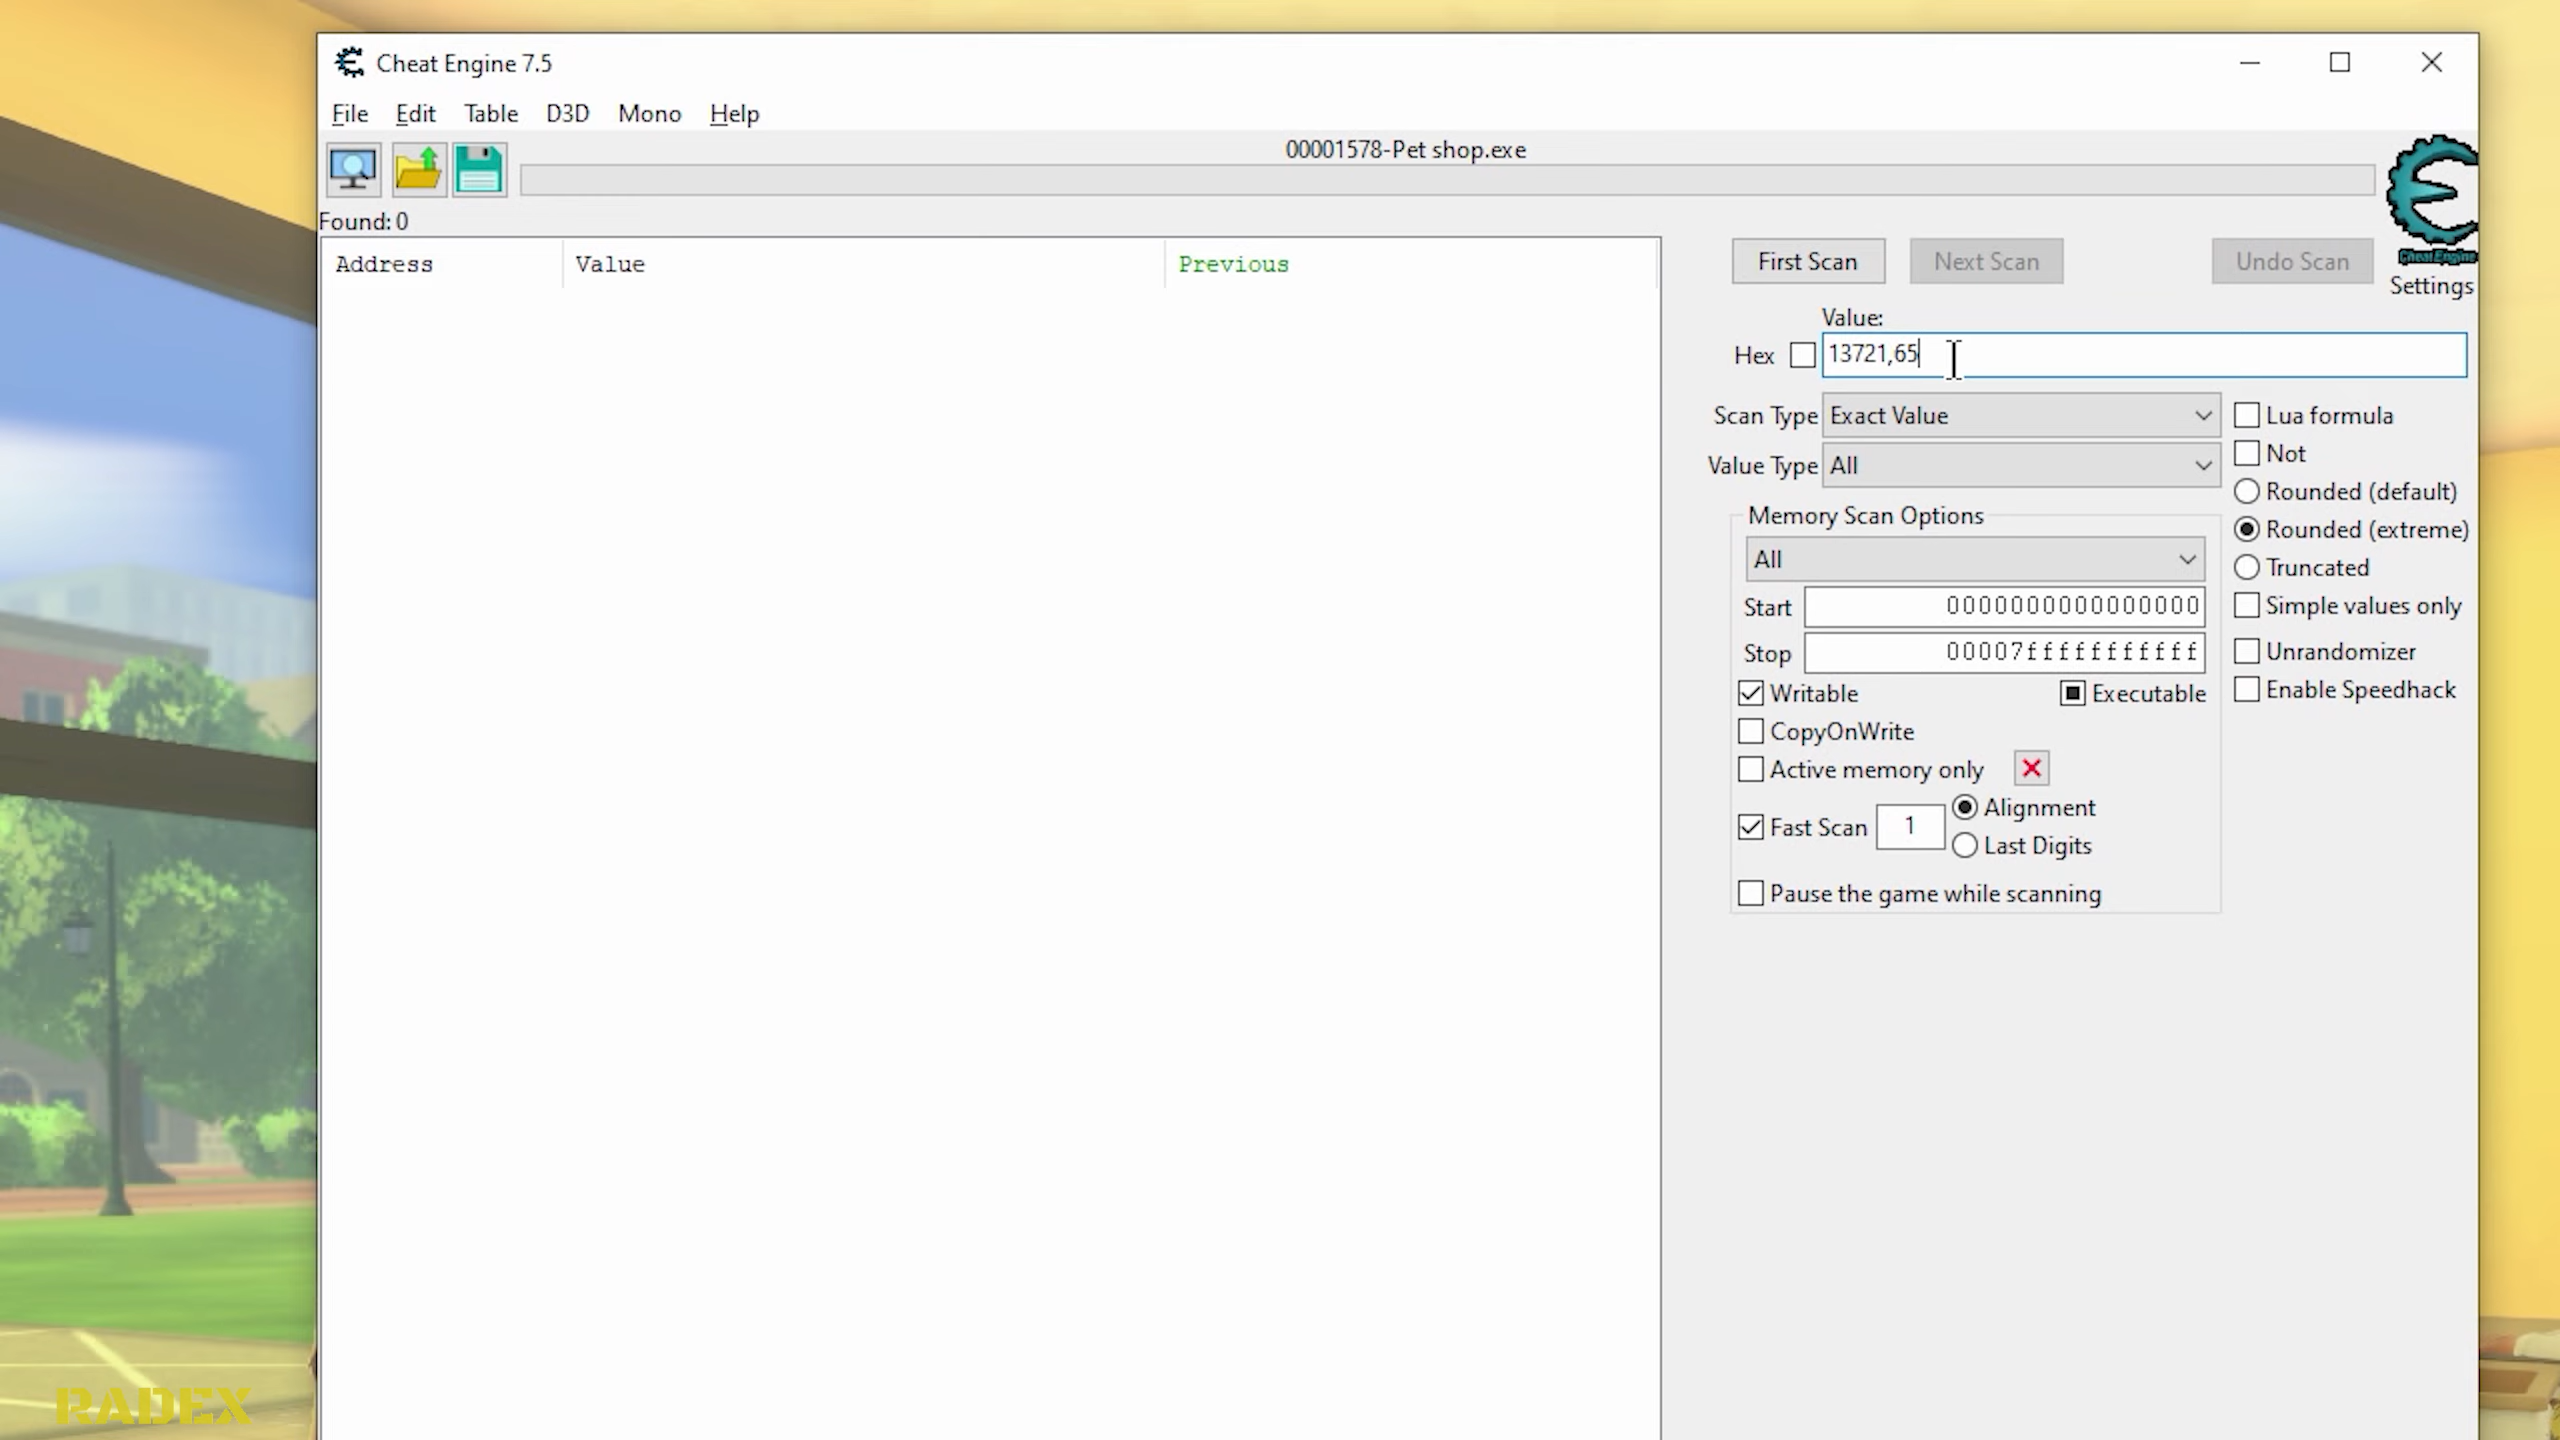 Cheat Engine 7.5
File Edit Table D3D Mono Help
00001578-Pet shop.exe
Found: 0
Address Value Previous
First Scan Next Scan Undo Scan
Cheat Engine
Settings
Value:
Hex 13721,65
Scan Type Exact Value Lua formula
Not
Value Type All
Rounded (default)
Memory Scan Options
Rounded (extreme)
All
Truncated
Start 0000000000000000 Simple values only
Stop 00007fffffffffff Unrandomizer
Writable Executable Enable Speedhack
CopyOnWrite
Active memory only
Alignment
Fast Scan 1
Last Digits
Pause the game while scanning
RADEX